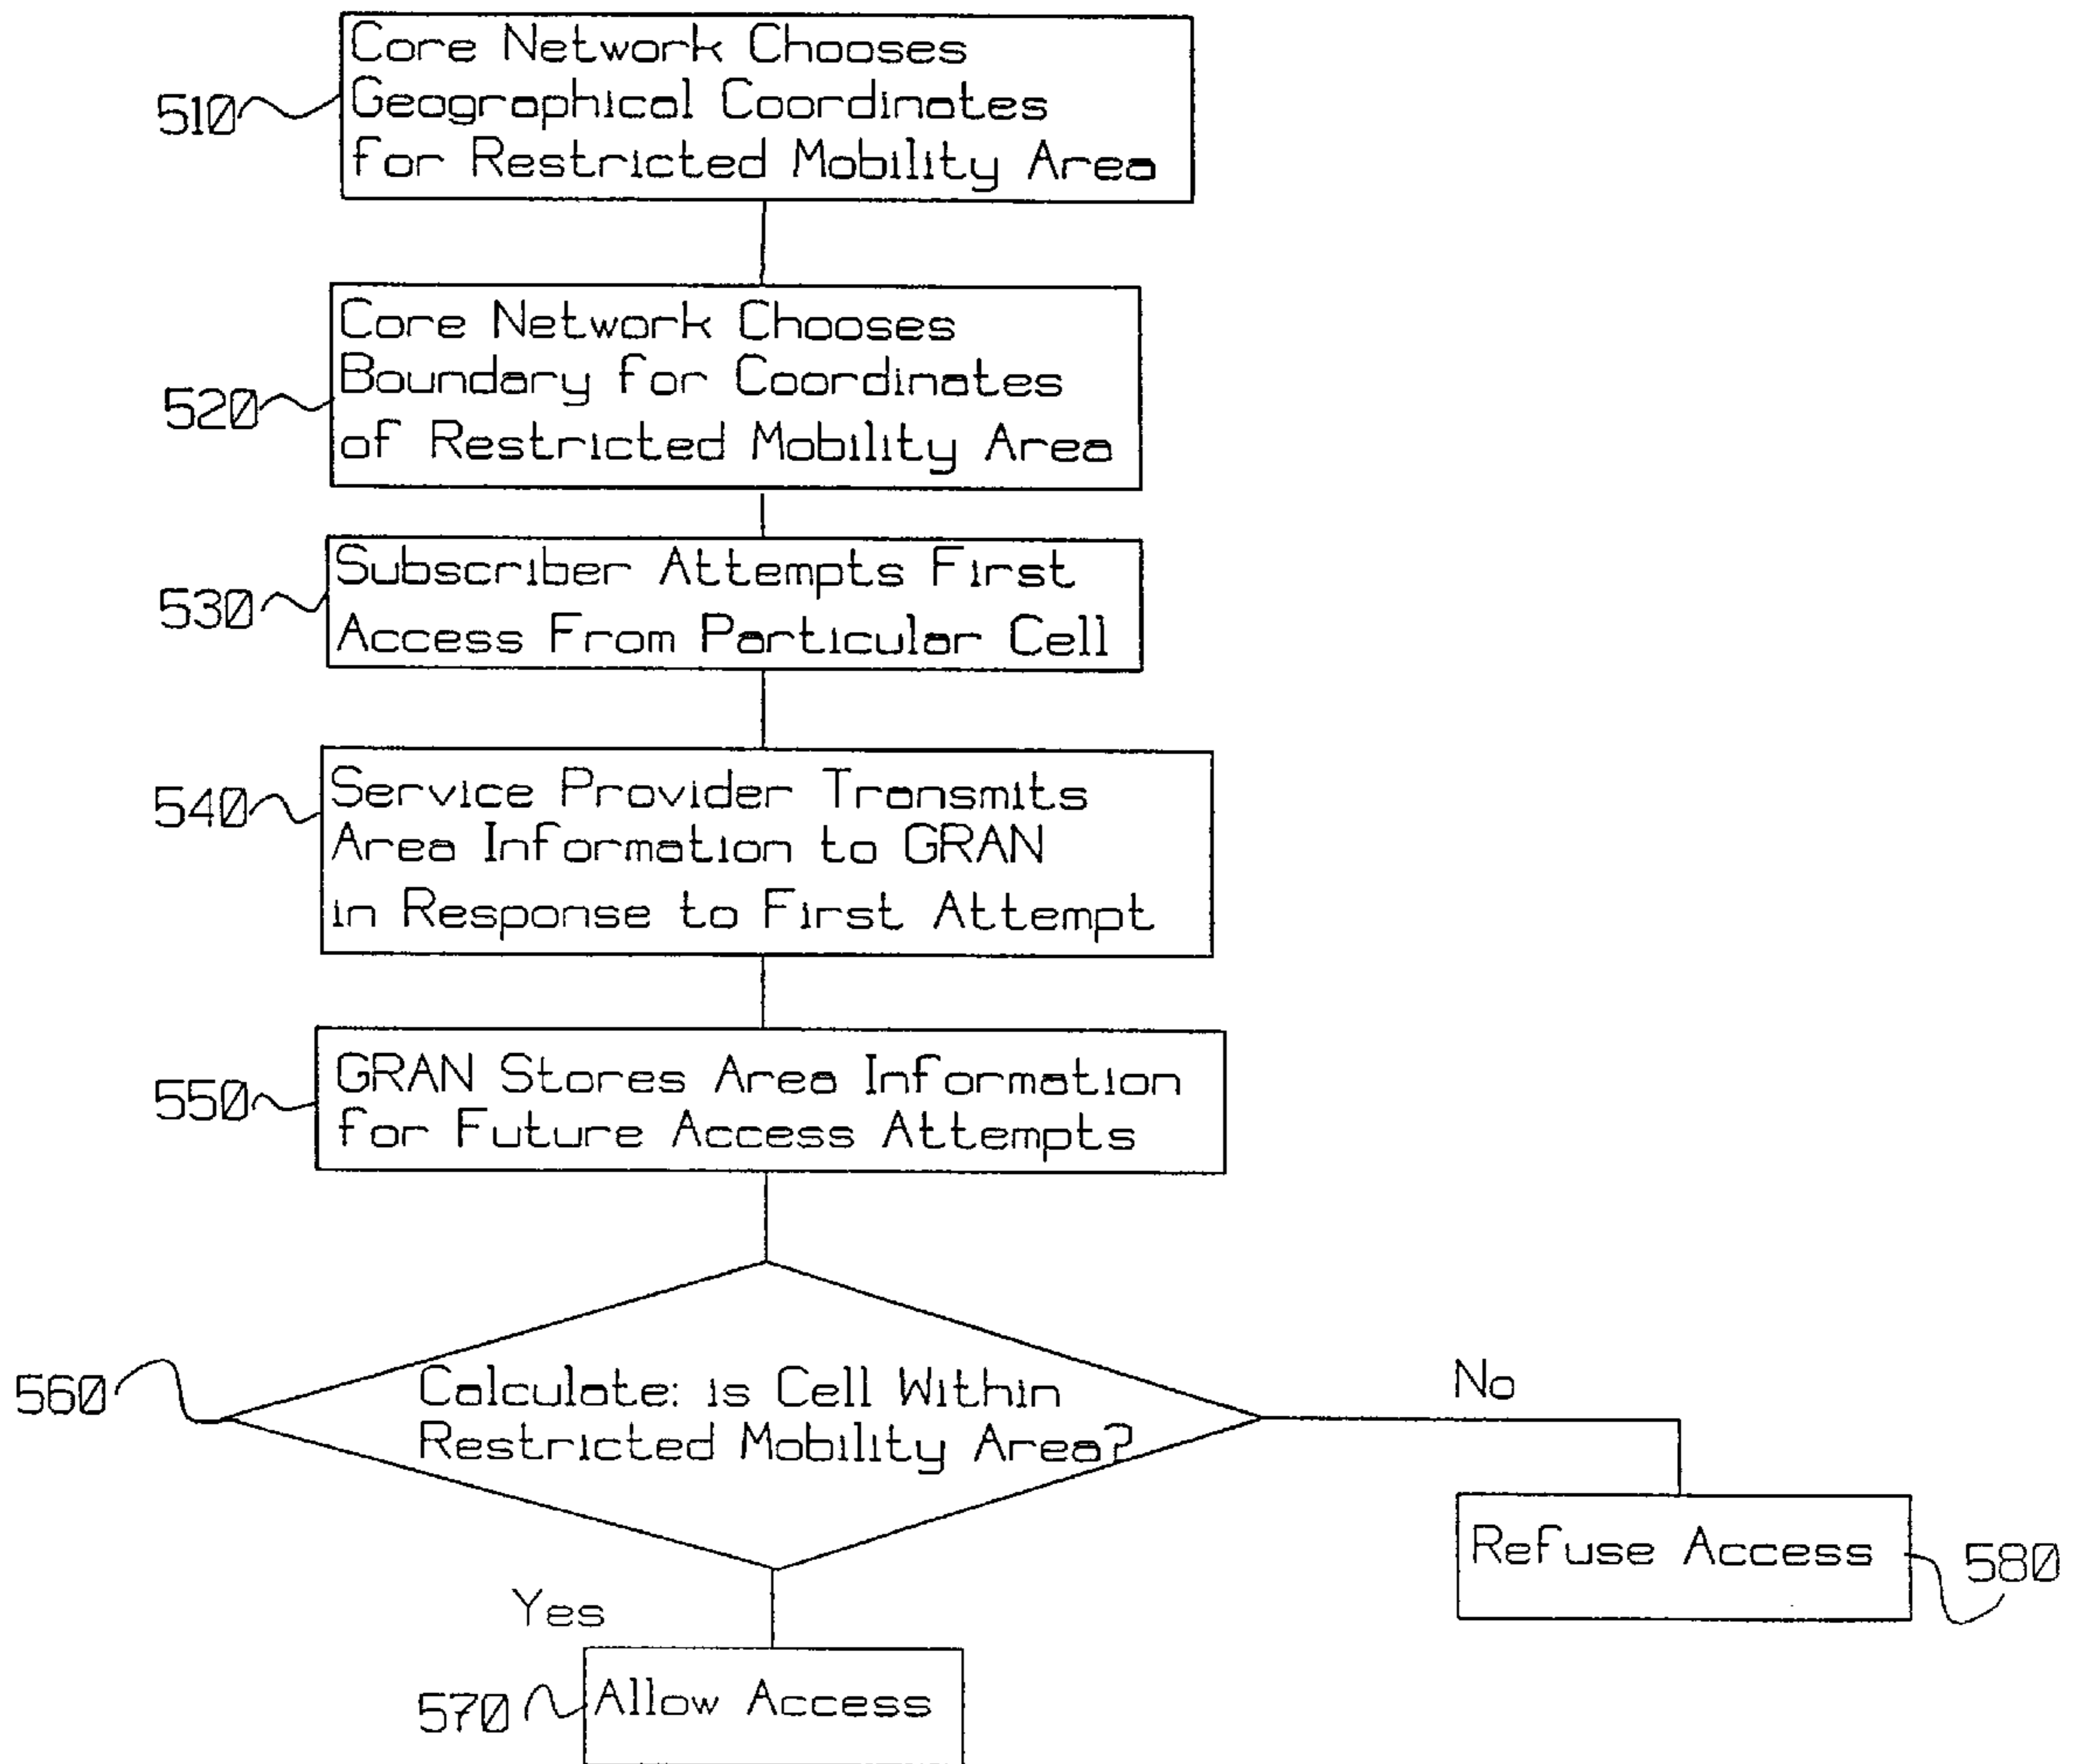 Core Network Chooses
Geographical Coordinates
for Restricted Mobility Area
510
Core Network Chooses
Boundary for Coordinates
of Restricted Mobility Area
520
Subscriber Attempts First
Access From Particular Cell
530
Service Provider Transmits
Area Information to GRAN
in Response to First Attempt
540
GRAN Stores Area Information
for Future Access Attempts
550
Calculate: is Cell Within
Restricted Mobility Area?
560
No
Refuse Access
580
Yes
Allow Access
570